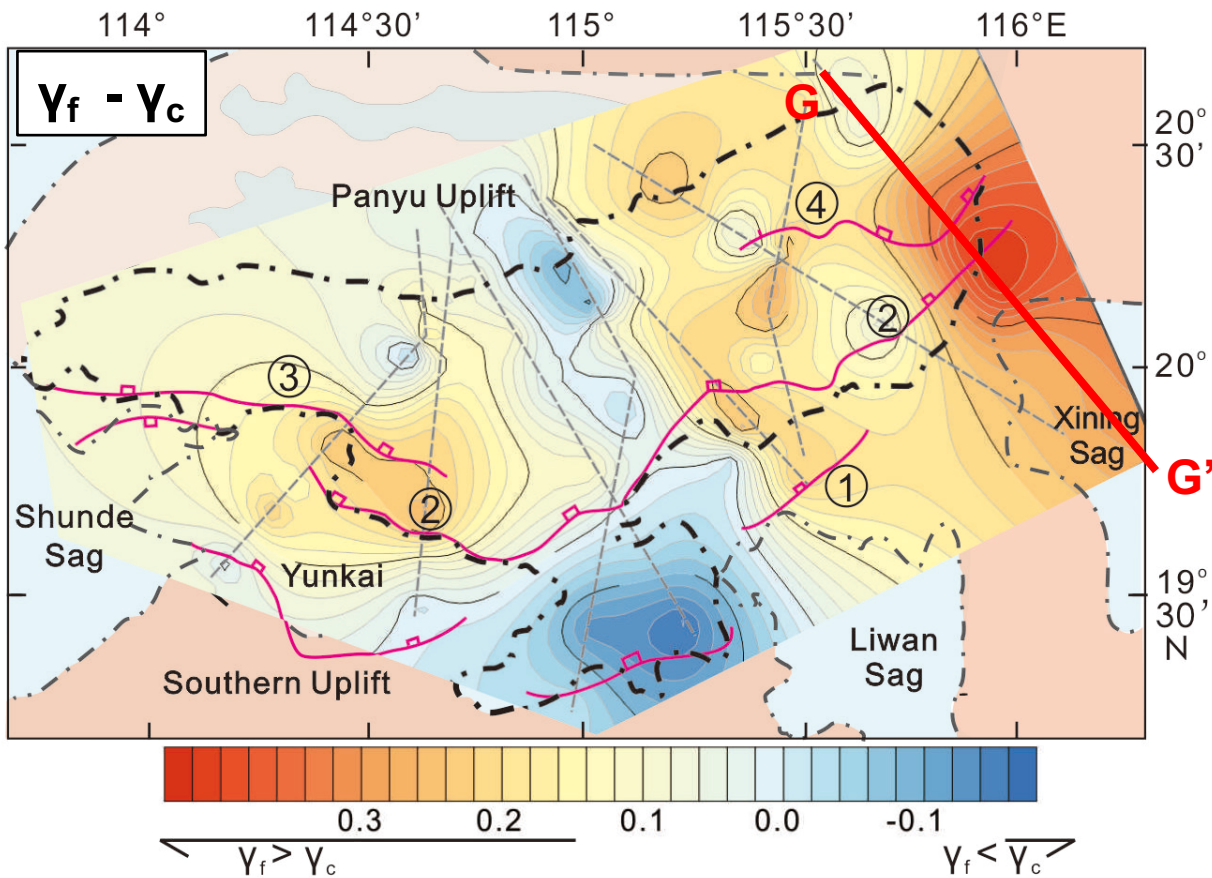 114° 114°30' 115° 115°30' 116°E
γf - γc
G
20°
30'
Panyu Uplift
④
②
③
20°
Xining
Sag
G'
①
②
Shunde
Sag
Yunkai
19°
30'
N
Liwan
Sag
Southern Uplift
0.3 0.2 0.1 0.0 -0.1
γf > γc γf < γc